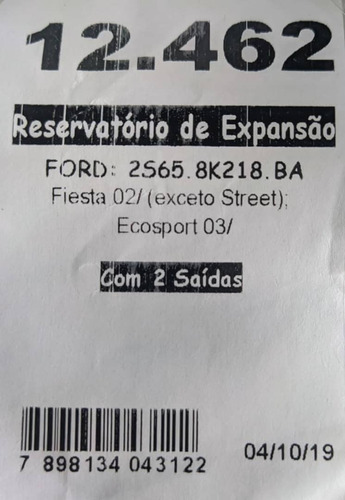 12.462
Reservatório de Expansão
FORD: 2S65.8K218.BA
Fiesta 02/ (exceto Street);
Ecosport 03/
Com 2 Saídas
7 898134 043122
04/10/19